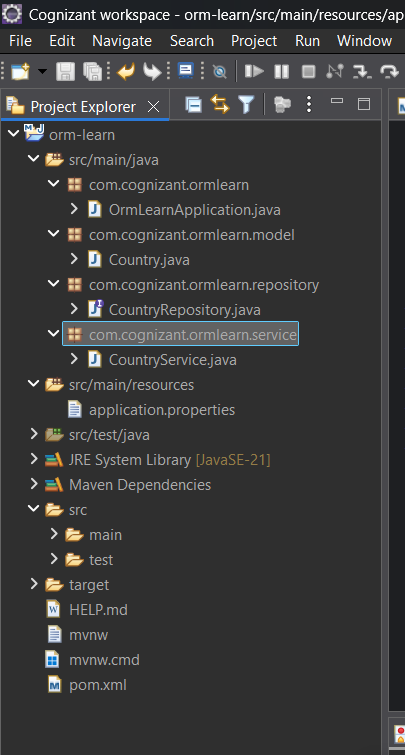 Cognizant workspace - orm-learn/src/main/resources/ap
File Edit Navigate Search Project Run Window
Project Explorer
orm-learn
src/main/java
com.cognizant.ormlearn
OrmLearnApplication.java
com.cognizant.ormlearn.model
Country.java
com.cognizant.ormlearn.repository
CountryRepository.java
com.cognizant.ormlearn.service
CountryService.java
src/main/resources
application.properties
src/test/java
JRE System Library [JavaSE-21]
Maven Dependencies
src
main
test
target
HELP.md
mvnw
mvnw.cmd
pom.xml